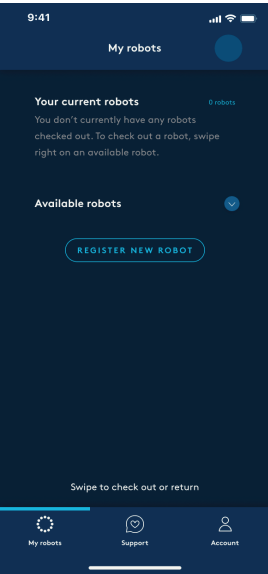 9:41
My robots
Your current robots
0 robots
You don't currently have any robots
checked out. To check out a robot, swipe
right on an available robot.
Available robots
REGISTER NEW ROBOT
Swipe to check out or return
My robots
Support
Account